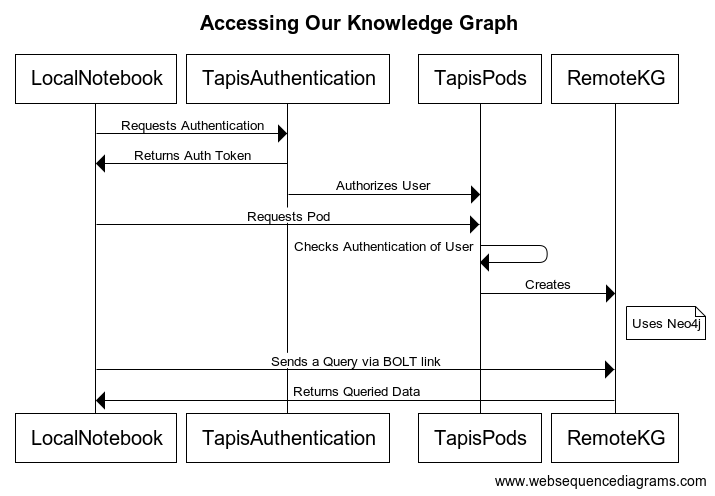 Accessing Our Knowledge Graph
LocalNotebook
TapisAuthentication
TapisPods
RemoteKG
Requests Authentication
Returns Auth Token
Authorizes User
Requests Pod
Checks Authentication of User
Creates
Uses Neo4j
Sends a Query via BOLT link
Returns Queried Data
LocalNotebook
TapisAuthentication
TapisPods
RemoteKG
www.websequencediagrams.com